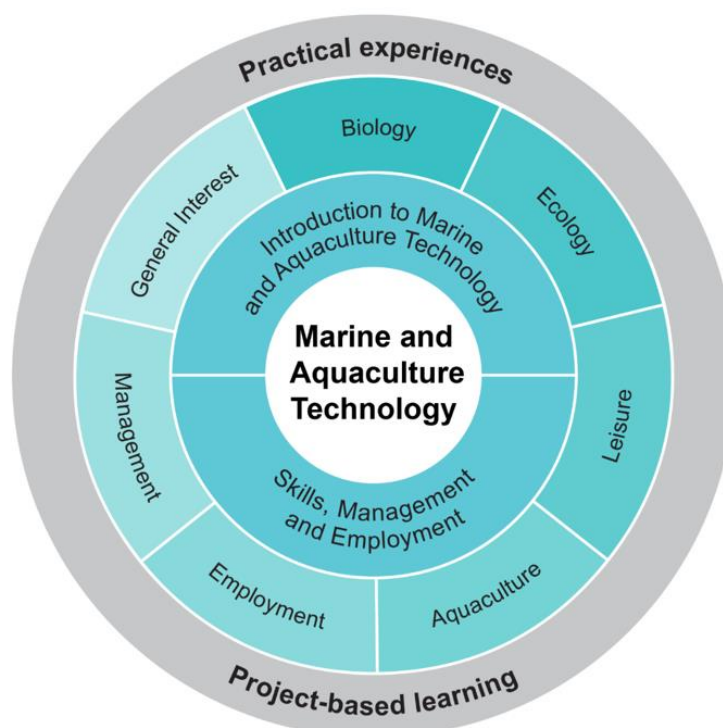 Practical experiences
Biology
Ecology
Leisure
Aquaculture
Employment
Management
General Interest
Introduction to Marine
and Aquaculture Technology
Marine and
Aquaculture
Technology
Skills, Management
and Employment
Project-based learning